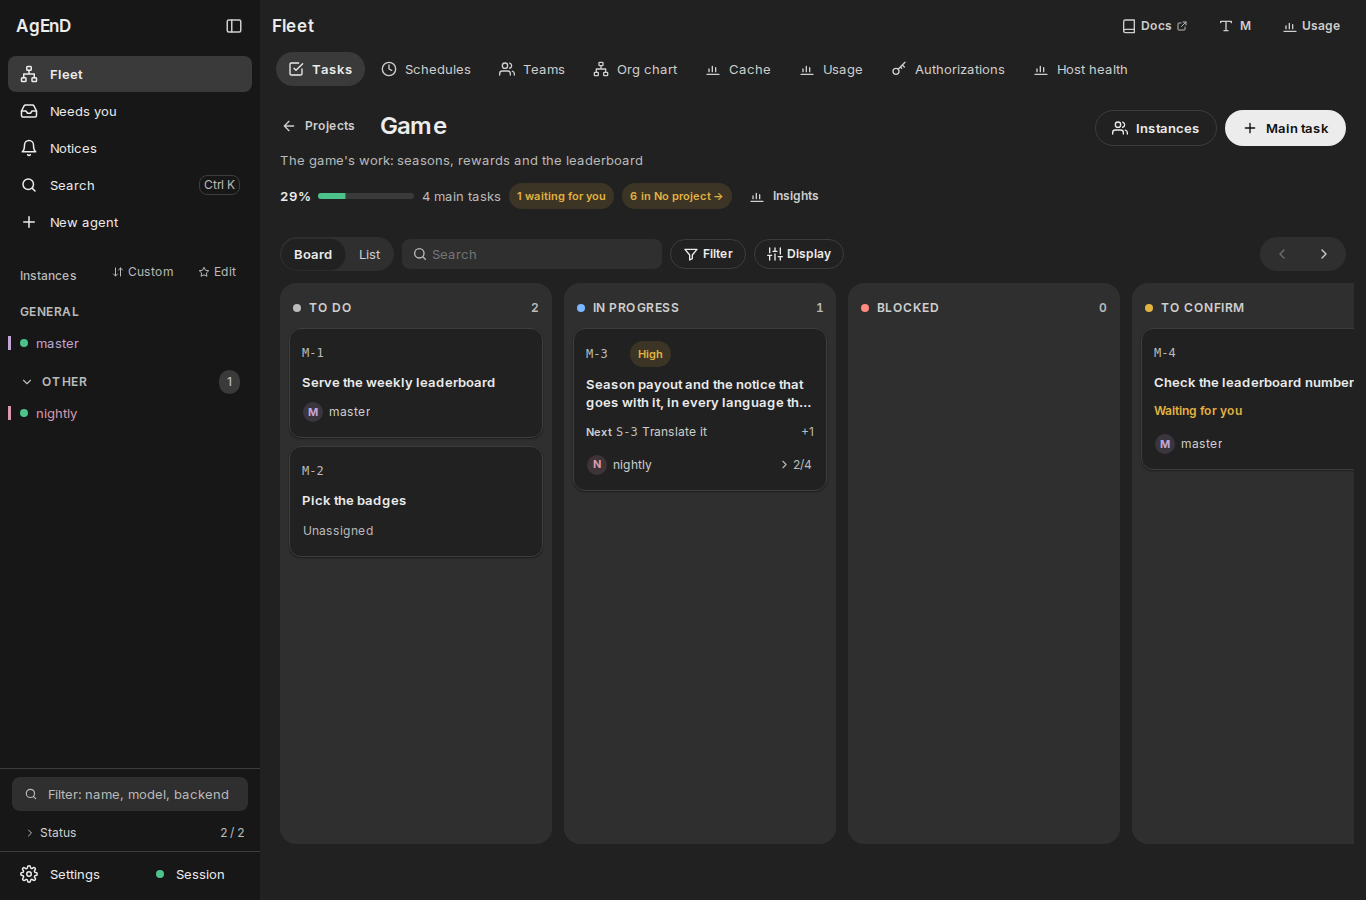 AgEnD
Fleet
Needs you
Notices
Search Ctrl K
New agent
Instances Custom Edit
GENERAL
master
OTHER 1
nightly
Filter: name, model, backend
Status 2 / 2
Settings Session
Fleet
Docs M Usage
Tasks Schedules Teams Org chart Cache Usage Authorizations Host health
Projects Game
Instances Main task
The game's work: seasons, rewards and the leaderboard
29% 4 main tasks 1 waiting for you 6 in No project → Insights
Board List Search Filter Display
TO DO 2
M-1
Serve the weekly leaderboard
M master
M-2
Pick the badges
Unassigned
IN PROGRESS 1
M-3 High
Season payout and the notice that
goes with it, in every language th...
Next S-3 Translate it +1
N nightly 2/4
BLOCKED 0
TO CONFIRM
M-4
Check the leaderboard number
Waiting for you
M master